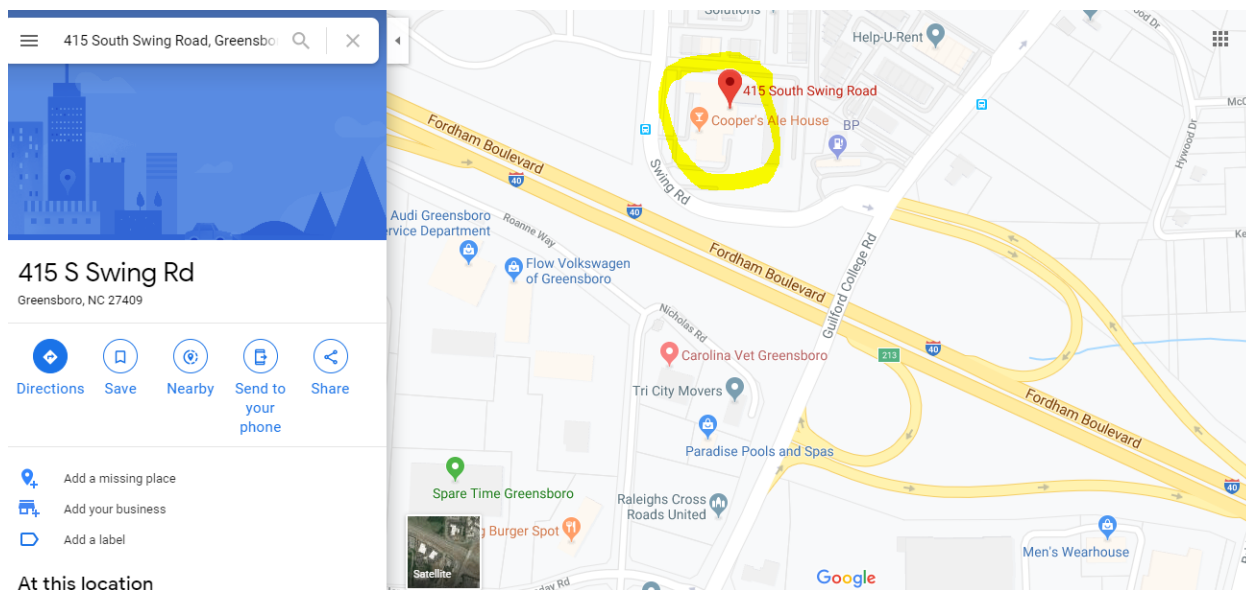 415 South Swing Road, Greensbo
415 S Swing Rd
Greensboro, NC 27409
Directions
Save
Nearby
Send to
your
phone
Share
Add a missing place
Add your business
Add a label
At this location
Solutions
Help-U-Rent
415 South Swing Road
Cooper's Ale House
BP
Fordham Boulevard
40
Swing Rd
Hywood Dr
Audi Greensboro
rvice Department
Roanne Way
40
Flow Volkswagen
of Greensboro
Fordham Boulevard
Guilford College Rd
Nicholas Rd
Carolina Vet Greensboro
213
40
Tri City Movers
Fordham Boulevard
Paradise Pools and Spas
Spare Time Greensboro
40
Raleighs Cross
Roads United
Burger Spot
Men's Wearhouse
Satellite
Google